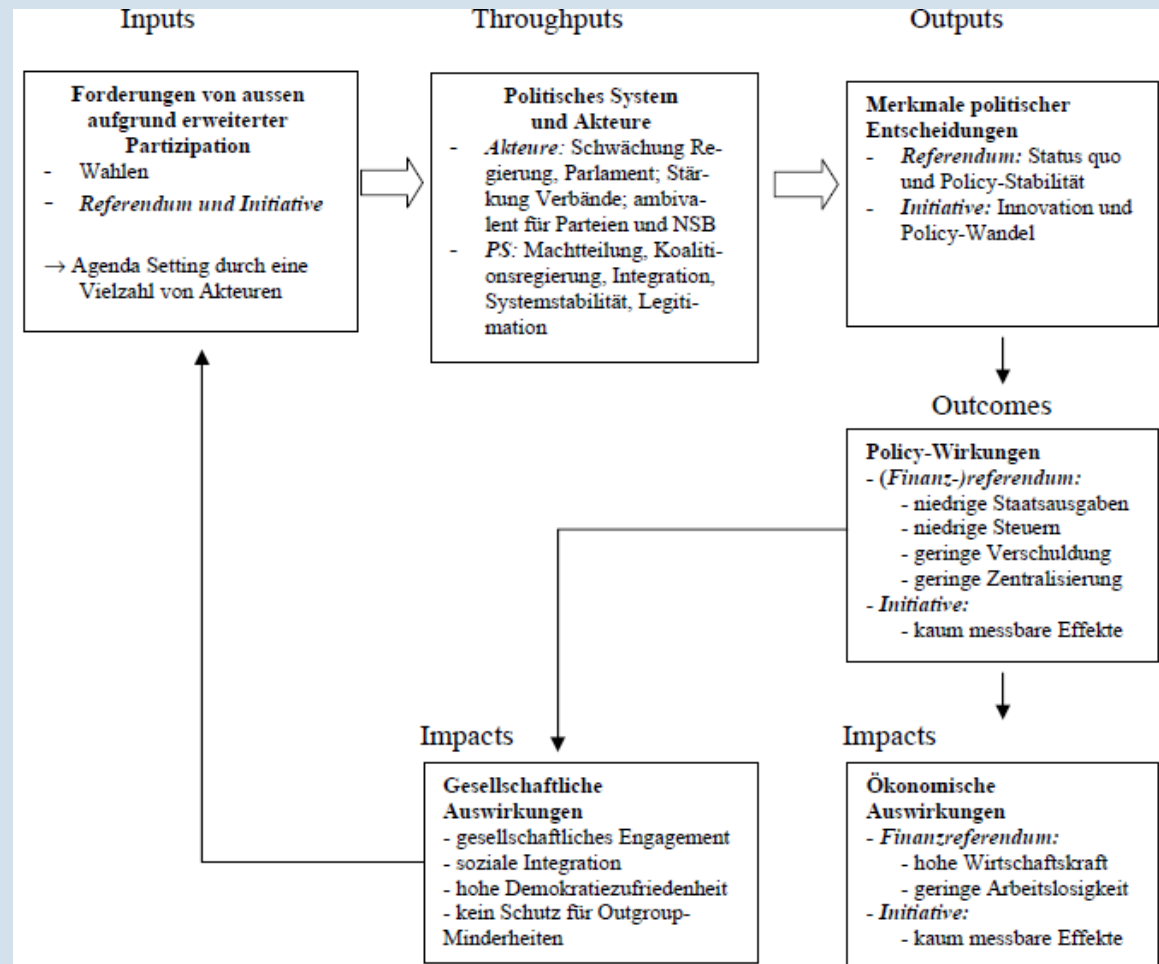 Inputs
Forderungen von aussen
aufgrund erweiterter
Partizipation
- Wahlen
- Referendum und Initiative
→ Agenda Setting durch eine
Vielzahl von Akteuren
Throughputs
Politisches System
und Akteure
- Akteure: Schwächung Re-
gierung, Parlament; Stär-
kung Verbände; ambiva-
lent für Parteien und NSB
- PS: Machtteilung, Koaliti-
onsregierung, Integration,
Systemstabilität, Legiti-
mation
Outputs
Merkmale politischer
Entscheidungen
- Referendum: Status quo
und Policy-Stabilität
- Initiative: Innovation und
Policy-Wandel
Outcomes
Policy-Wirkungen
- (Finanz-)referendum:
- niedrige Staatsausgaben
- niedrige Steuern
- geringe Verschuldung
- geringe Zentralisierung
- Initiative:
- kaum messbare Effekte
Impacts
Gesellschaftliche
Auswirkungen
- gesellschaftliches Engagement
- soziale Integration
- hohe Demokratiezufriedenheit
- kein Schutz für Outgroup-
Minderheiten
Impacts
Ökonomische
Auswirkungen
- Finanzreferendum:
- hohe Wirtschaftskraft
- geringe Arbeitslosigkeit
- Initiative:
- kaum messbare Effekte